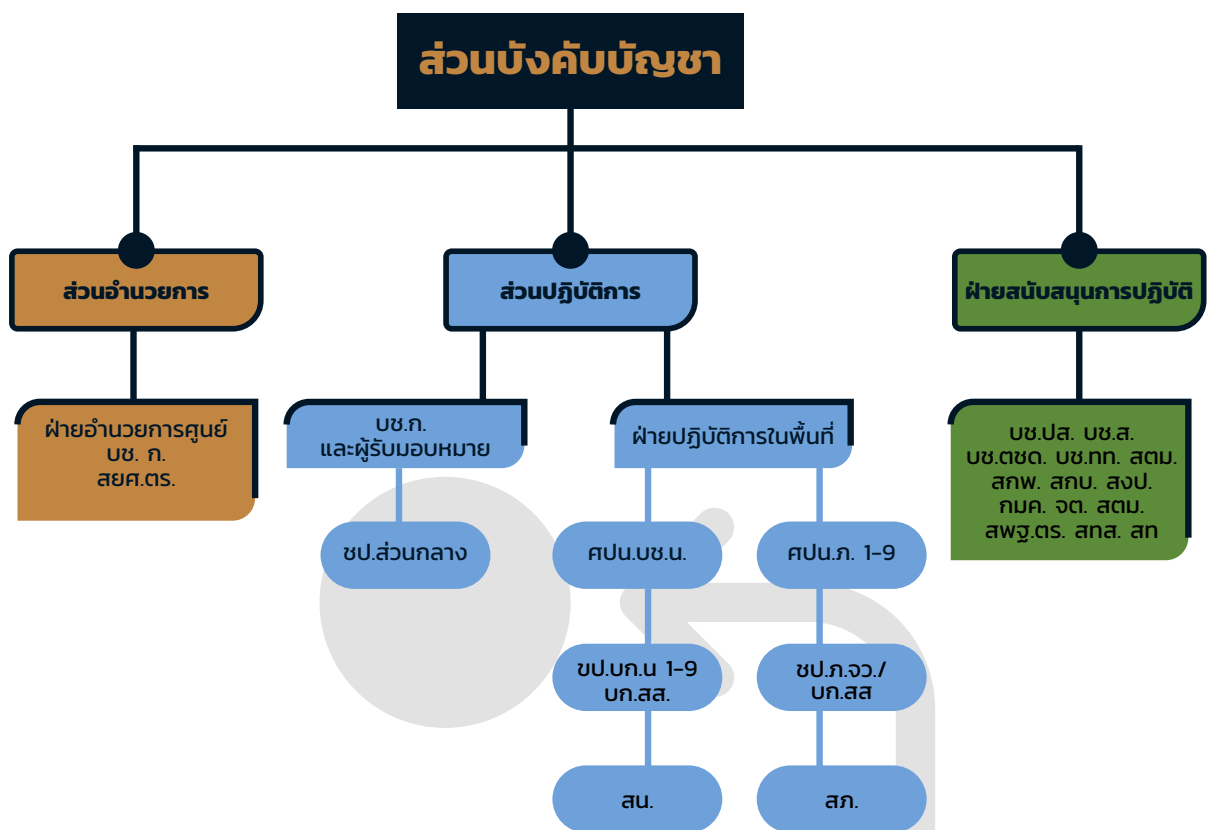 ส่วนบังคับบัญชา
ส่วนอำนวยการ
ส่วนปฏิบัติการ
ฝ่ายสนับสนุนการปฏิบัติ
ฝ่ายอำนวยการศูนย์
บช. ก.
สยศ.ตร.
บช.ก.
และผู้รับมอบหมาย
ฝ่ายปฏิบัติการในพื้นที่
บช.ปส. บช.ส.
บช.ตชด. บช.ทท. สตม.
สกพ. สกบ. สงป.
กมค. จต. สตม.
สพฐ.ตร. สทส. สท
ชป.ส่วนกลาง
ศปน.บช.น.
ศปน.ภ. 1-9
ขป.บก.น 1-9
บก.สส.
ชป.ภ.จว./
บก.สส
สน.
สภ.